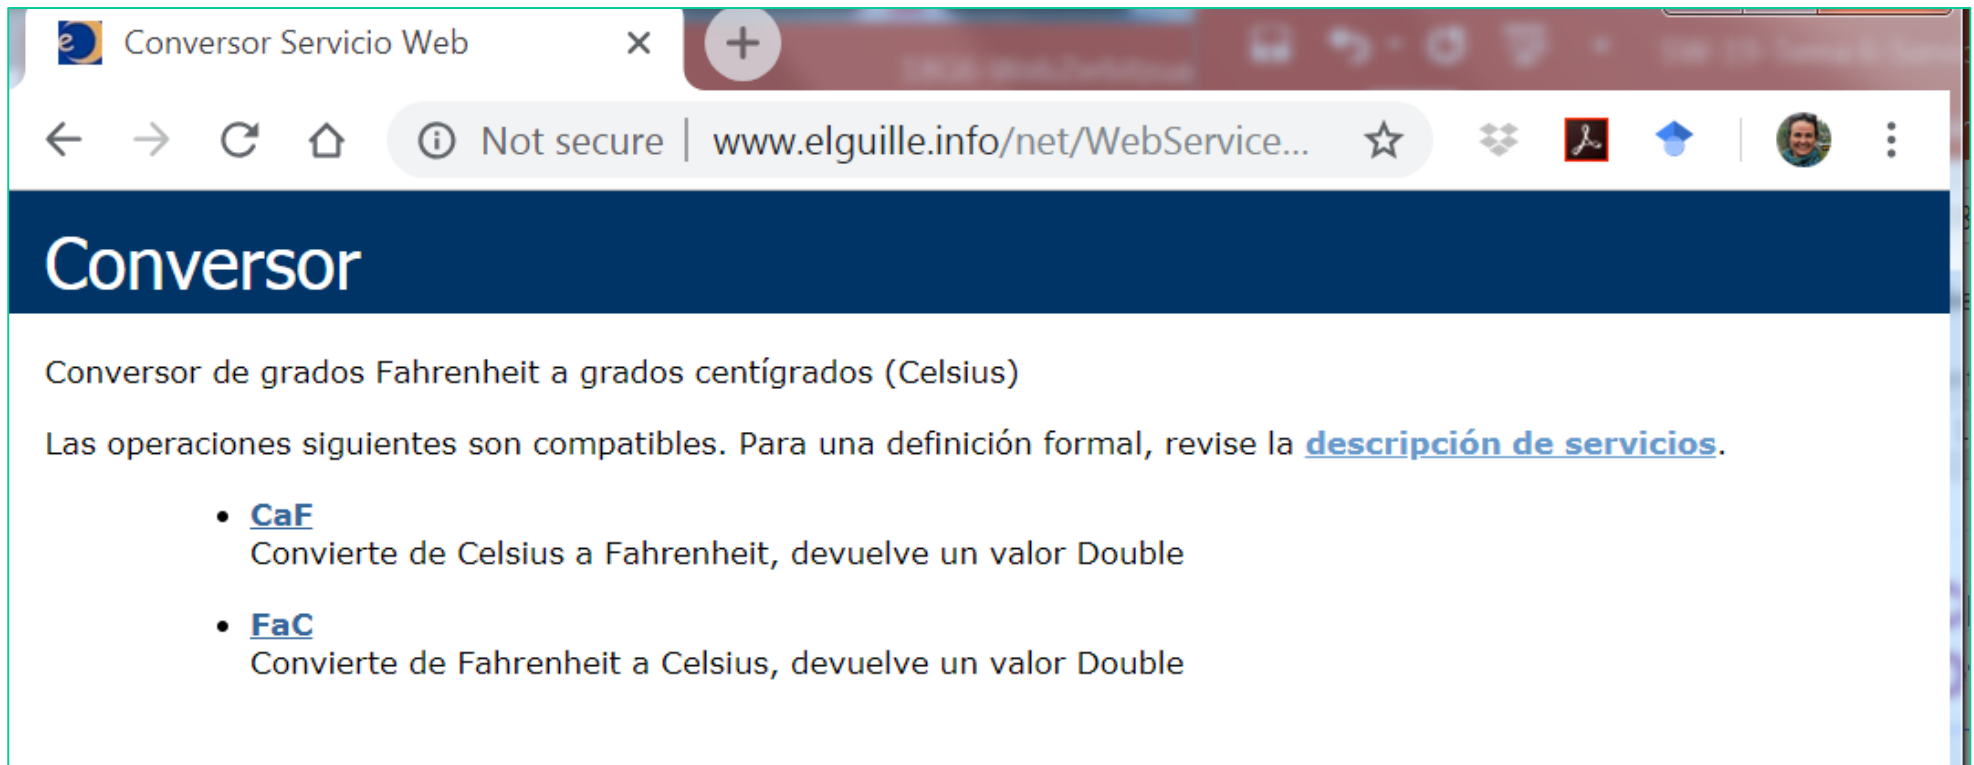 Conversor Servicio Web
Not secure | www.elguille.info/net/WebService...
Conversor
Conversor de grados Fahrenheit a grados centígrados (Celsius)
Las operaciones siguientes son compatibles. Para una definición formal, revise la descripción de servicios.
CaF
Convierte de Celsius a Fahrenheit, devuelve un valor Double
FaC
Convierte de Fahrenheit a Celsius, devuelve un valor Double